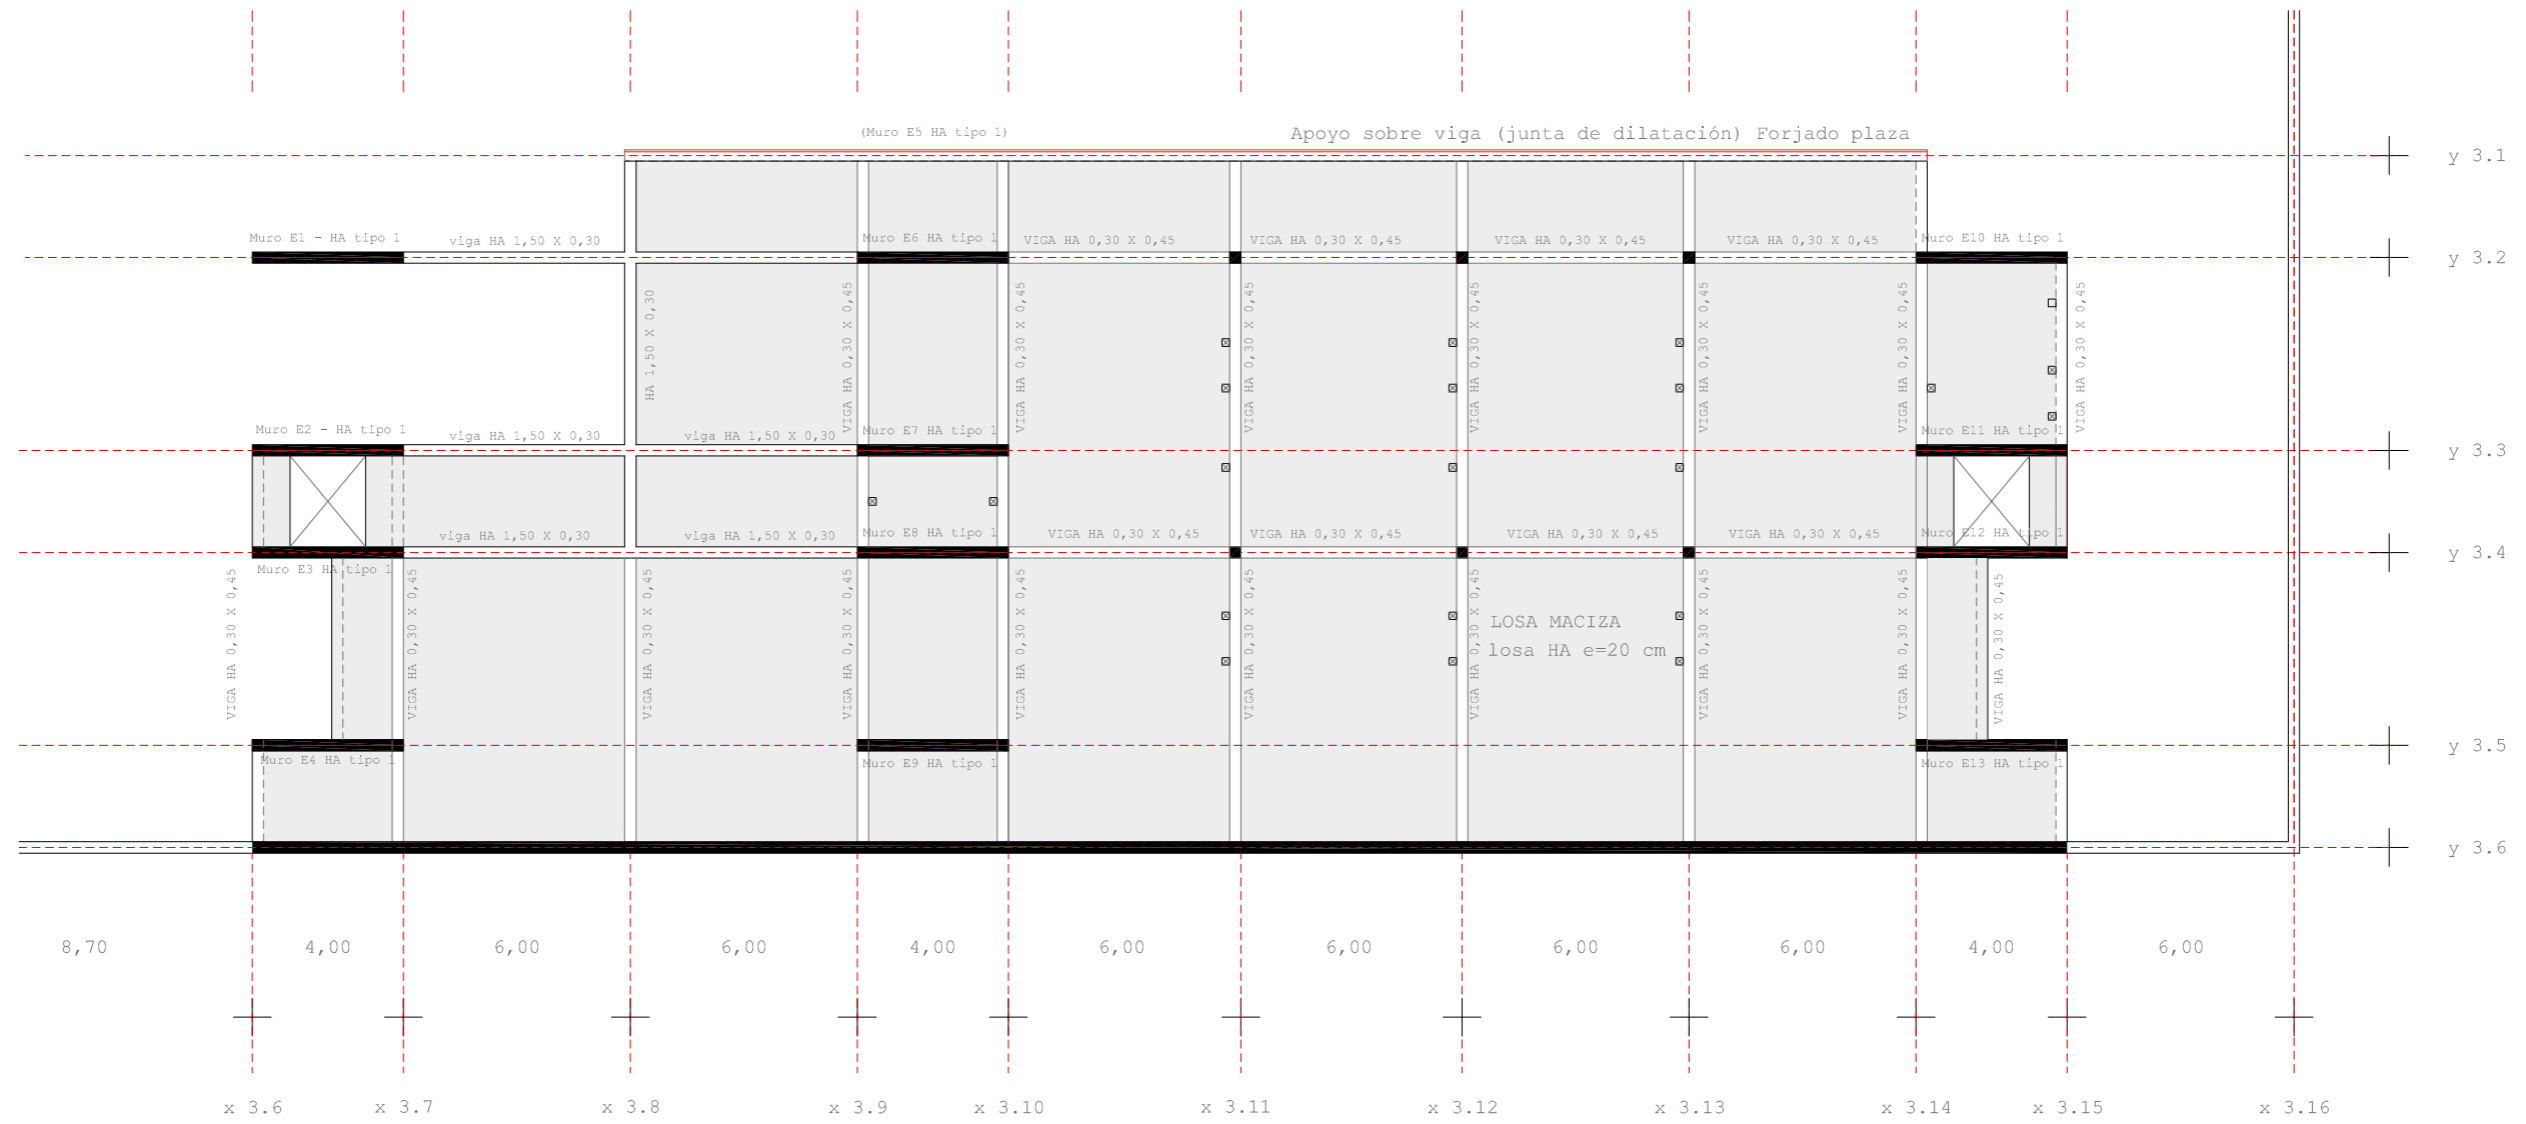 (Muro E5 HA tipo 1)
Apoyo sobre viga (junta de dilatación) Forjado plaza
y 3.1
Muro E1 - HA tipo 1
viga HA 1,50 X 0,30
Muro E6 HA tipo 1
VIGA HA 0,30 X 0,45
VIGA HA 0,30 X 0,45
VIGA HA 0,30 X 0,45
VIGA HA 0,30 X 0,45
Muro E10 HA tipo 1
y 3.2
HA 1,50 X 0,30
VIGA HA 0,30 X 0,45
VIGA HA 0,30 X 0,45
VIGA HA 0,30 X 0,45
VIGA HA 0,30 X 0,45
VIGA HA 0,30 X 0,45
VIGA HA 0,30 X 0,45
VIGA HA 0,30 X 0,45
Muro E2 - HA tipo 1
viga HA 1,50 X 0,30
viga HA 1,50 X 0,30
Muro E7 HA tipo 1
Muro E11 HA tipo 1
y 3.3
viga HA 1,50 X 0,30
viga HA 1,50 X 0,30
Muro E8 HA tipo 1
VIGA HA 0,30 X 0,45
VIGA HA 0,30 X 0,45
VIGA HA 0,30 X 0,45
VIGA HA 0,30 X 0,45
Muro E12 HA tipo 1
y 3.4
Muro E3 HA tipo 1
VIGA HA 0,30 X 0,45
VIGA HA 0,30 X 0,45
VIGA HA 0,30 X 0,45
VIGA HA 0,30 X 0,45
VIGA HA 0,30 X 0,45
VIGA HA 0,30 X 0,45
VIGA HA 0,30 X 0,45
VIGA HA 0,30 X 0,45
VIGA HA 0,30 X 0,45
VIGA HA 0,30 X 0,45
LOSA MACIZA
losa HA e=20 cm
y 3.5
Muro E4 HA tipo 1
Muro E9 HA tipo 1
Muro E13 HA tipo 1
y 3.6
8,70
4,00
6,00
6,00
4,00
6,00
6,00
6,00
6,00
4,00
6,00
x 3.6
x 3.7
x 3.8
x 3.9
x 3.10
x 3.11
x 3.12
x 3.13
x 3.14
x 3.15
x 3.16